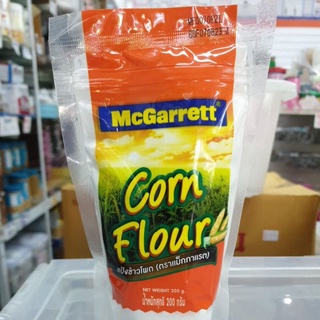 McGarrett
Corn
Flour
แป้งข้าวโพด (ตราแม็กกาแรต)
NET WEIGHT 200 g
น้ำหนักสุทธิ 200 กรัม